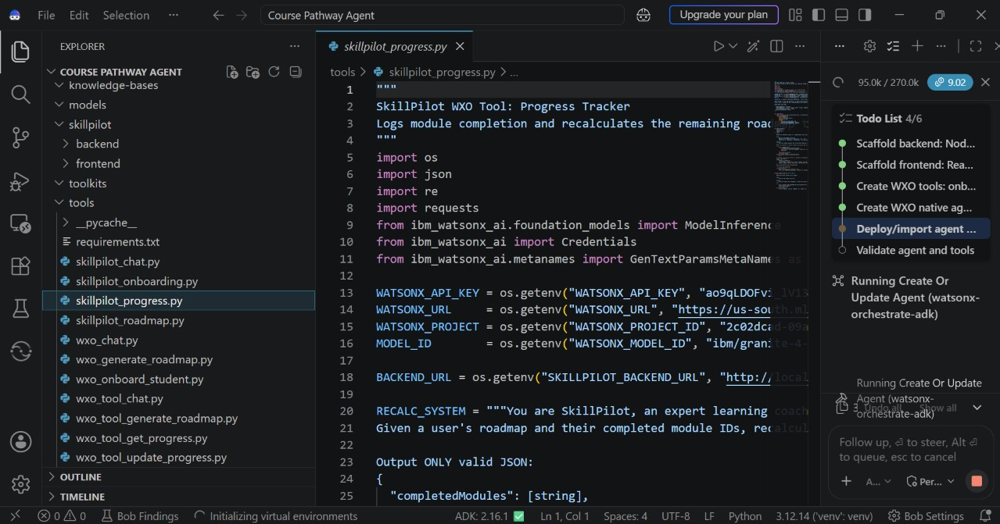 File Edit Selection ··· Course Pathway Agent Upgrade your plan
EXPLORER
COURSE PATHWAY AGENT
knowledge-bases
models
skillpilot
backend
frontend
toolkits
tools
__pycache__
requirements.txt
skillpilot_chat.py
skillpilot_onboarding.py
skillpilot_progress.py
skillpilot_roadmap.py
wxo_chat.py
wxo_generate_roadmap.py
wxo_onboard_student.py
wxo_tool_chat.py
wxo_tool_generate_roadmap.py
wxo_tool_get_progress.py
wxo_tool_update_progress.py
OUTLINE
TIMELINE
skillpilot_progress.py
tools > skillpilot_progress.py > ...
1 """
2 SkillPilot WXO Tool: Progress Tracker
3 Logs module completion and recalculates the remaining
4 """
5 import os
6 import json
7 import re
8 import requests
9 from ibm_watsonx_ai.foundation_models import ModelInference
10 from ibm_watsonx_ai import Credentials
11 from ibm_watsonx_ai.metanames import GenTextParamsMetaNames as
12
13 WATSONX_API_KEY = os.getenv("WATSONX_API_KEY",
14 WATSONX_URL = os.getenv("WATSONX_URL",
15 WATSONX_PROJECT = os.getenv("WATSONX_PROJECT_ID",
16 MODEL_ID = os.getenv("WATSONX_MODEL_ID", "ibm/granite-4-
17
18 BACKEND_URL = os.getenv("SKILLPILOT_BACKEND_URL", "http://local
19
20 RECALC_SYSTEM = """You are SkillPilot, an expert learning coach
21 Given a user's roadmap and their completed module IDs, recalcul
22
23 Output ONLY valid JSON:
24 {
25 "completedModules": [string],
95.0k / 270.0k 9.02
Todo List 4/6
Scaffold backend: Nod...
Scaffold frontend: Rea...
Create WXO tools: onb...
Create WXO native ag...
Deploy/import agent ...
Validate agent and tools
Running Create Or
Update Agent (watsonx-
orchestrate-adk)
Running Create Or Update
Agent (watsonx-
orchestrate-adk)
3 Undo all Show all
Follow up, ⏎ to steer, Alt ⏎
to queue, esc to cancel
A... Per...
0 0 Bob Findings Initializing virtual environments ADK: 2.16.1 ✅ Ln 1, Col 1 Spaces: 4 UTF-8 LF Python 3.12.14 ('venv': venv) Bob Settings